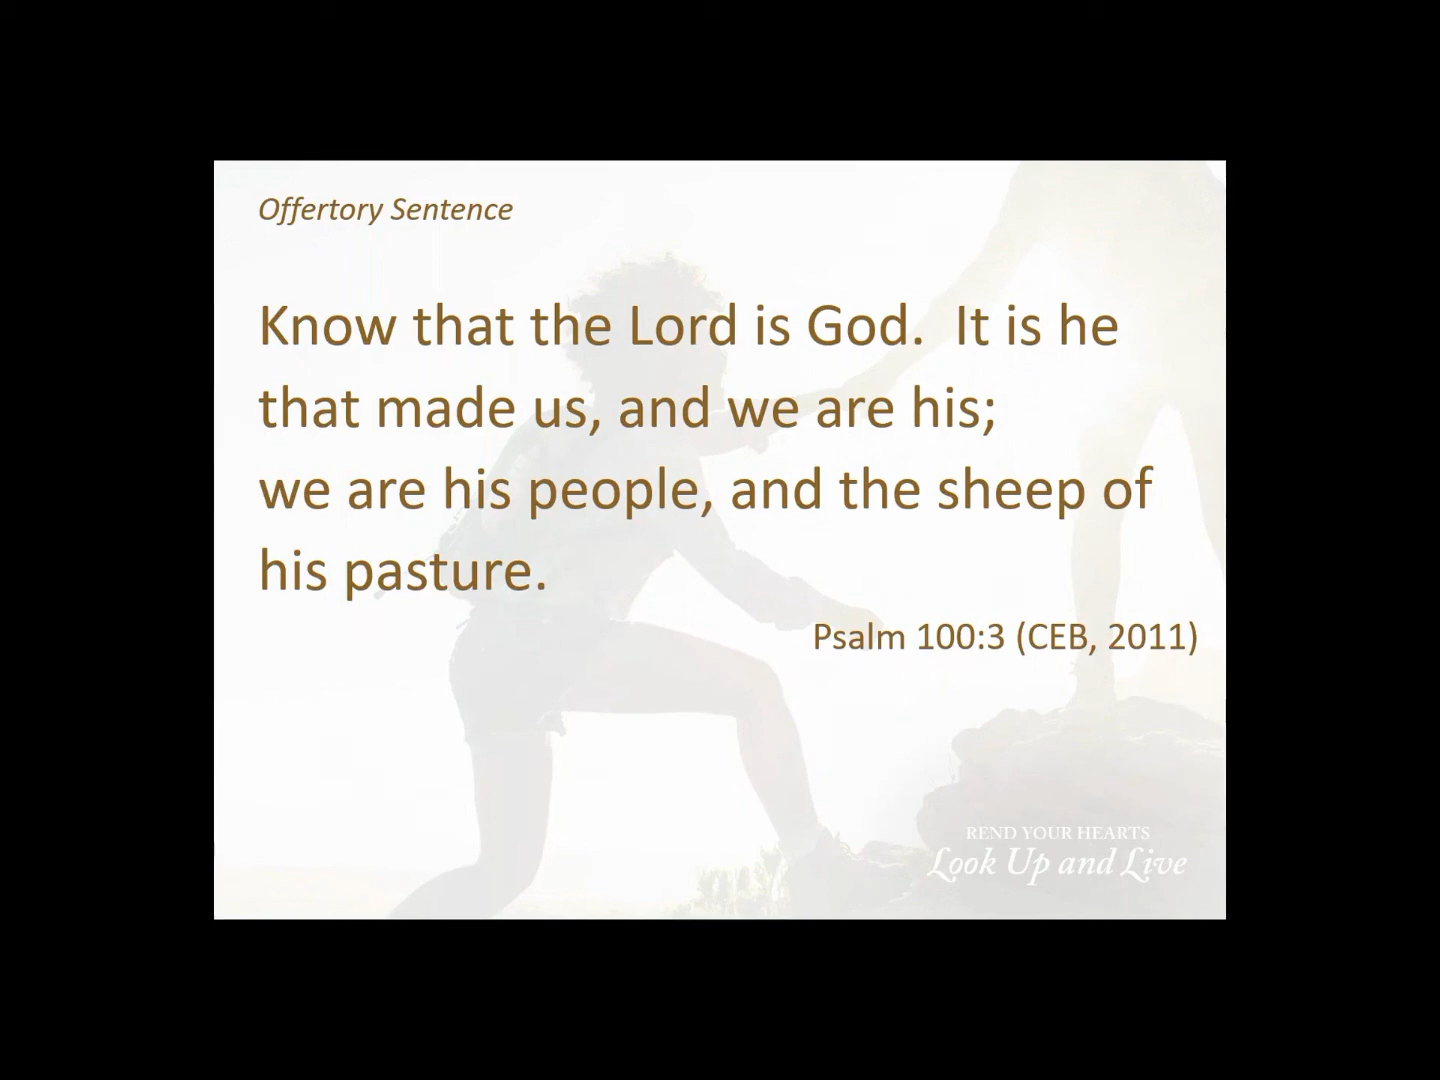 Offertory Sentence
Know that the Lord is God.  It is he
that made us, and we are his;
we are his people, and the sheep of
his pasture.
Psalm 100:3 (CEB, 2011)
REND YOUR HEARTS
Look Up and Live